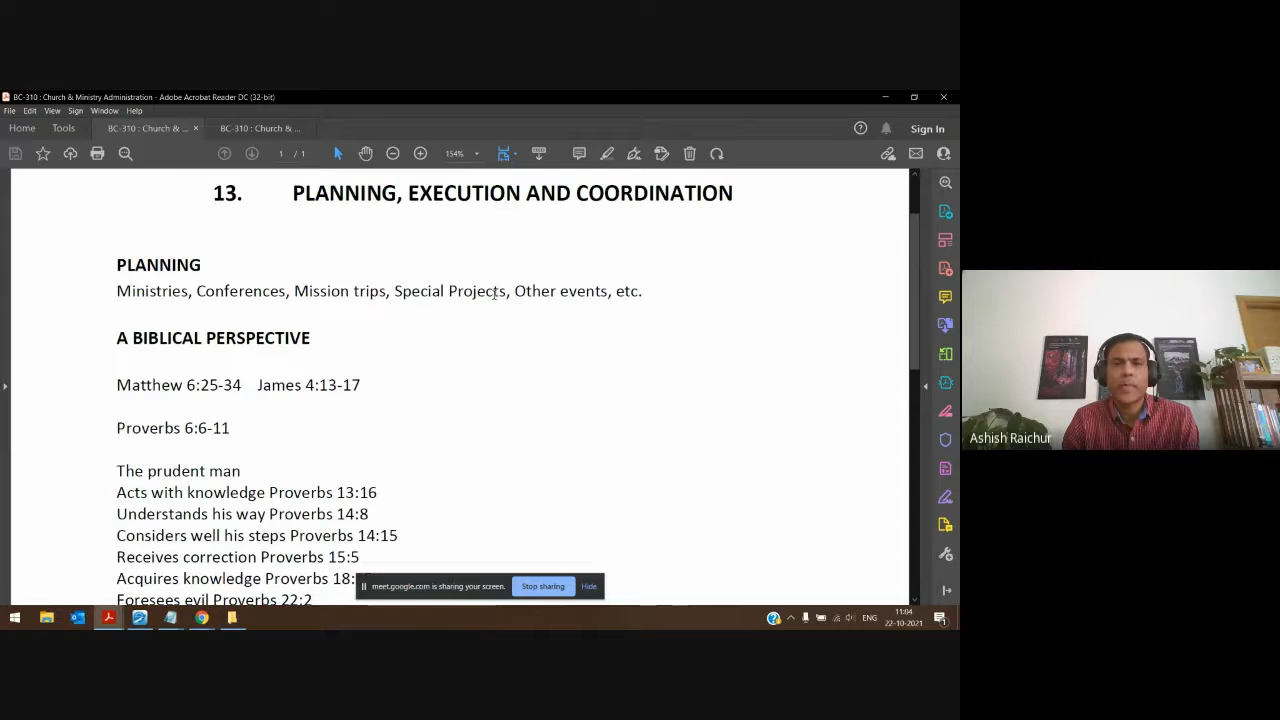 BC-310 : Church & Ministry Administration - Adobe Acrobat Reader DC (32-bit)
File Edit View Sign Window Help
Home Tools BC-310 : Church & ... × BC-310 : Church & ... Sign In
1 / 1 154%
13. PLANNING, EXECUTION AND COORDINATION
PLANNING
Ministries, Conferences, Mission trips, Special Projects, Other events, etc.
A BIBLICAL PERSPECTIVE
Matthew 6:25-34 James 4:13-17
Proverbs 6:6-11
The prudent man
Acts with knowledge Proverbs 13:16
Understands his way Proverbs 14:8
Considers well his steps Proverbs 14:15
Receives correction Proverbs 15:5
Acquires knowledge Proverbs 18:
Foresees evil Proverbs 22:2
meet.google.com is sharing your screen. Stop sharing Hide
ENG
11:04
22-10-2021
Ashish Raichur